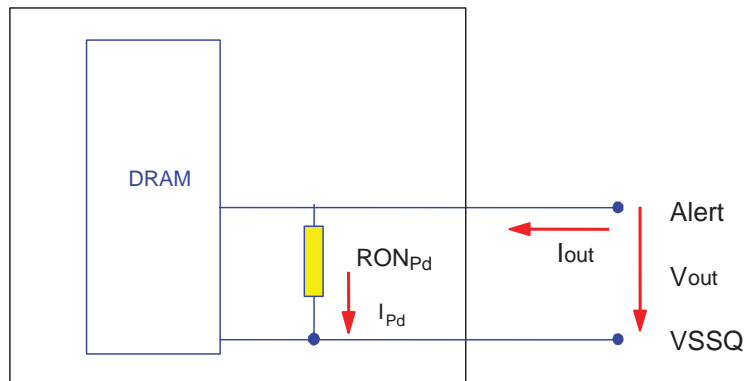 DRAM
Alert
RONPd
Iout
Vout
IPd
VSSQ